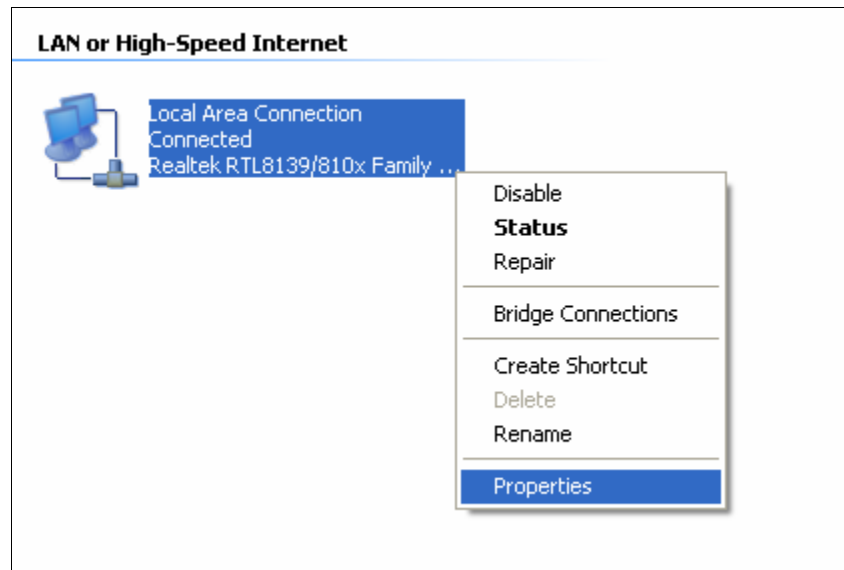 LAN or High-Speed Internet
Local Area Connection
Connected
Realtek RTL8139/810x Family ...
Disable
Status
Repair
Bridge Connections
Create Shortcut
Delete
Rename
Properties